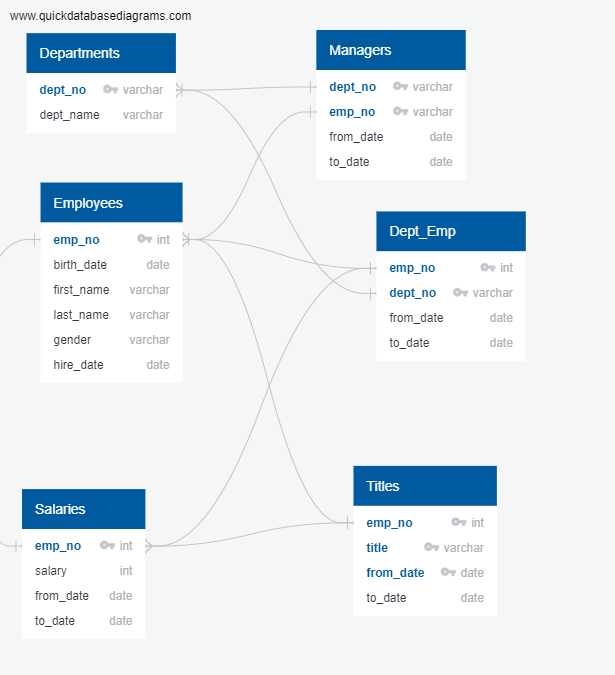 www.quickdatabasediagrams.com
Departments
dept_no varchar
dept_name varchar
Managers
dept_no varchar
emp_no varchar
from_date date
to_date date
Employees
emp_no int
birth_date date
first_name varchar
last_name varchar
gender varchar
hire_date date
Dept_Emp
emp_no int
dept_no varchar
from_date date
to_date date
Salaries
emp_no int
salary int
from_date date
to_date date
Titles
emp_no int
title varchar
from_date date
to_date date